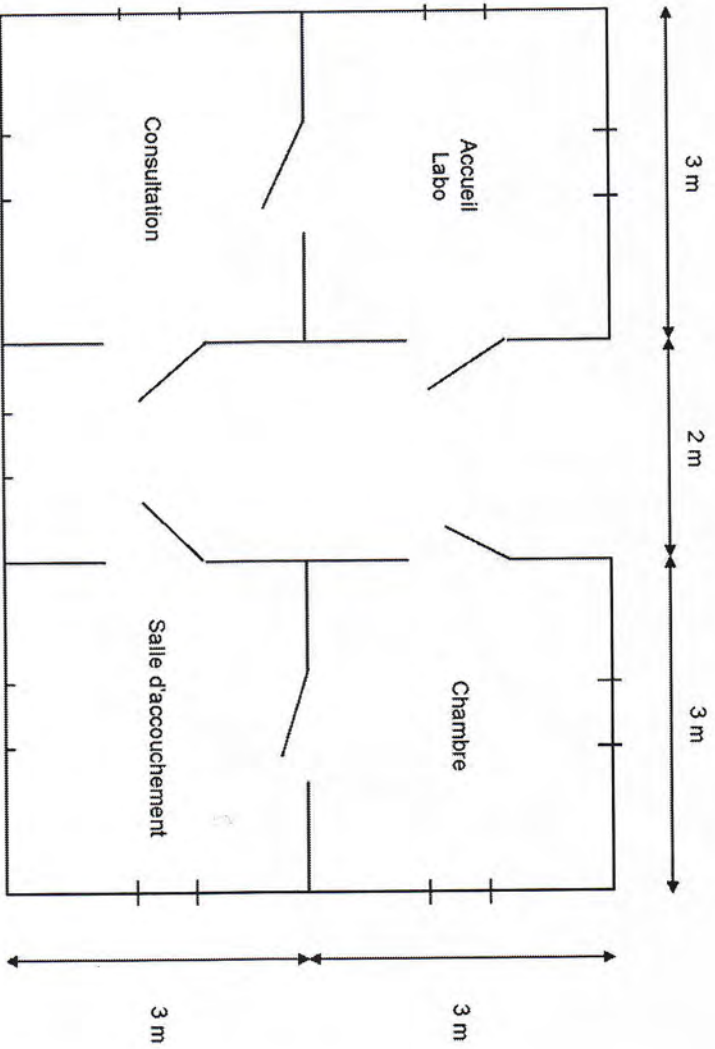 3 m
2 m
3 m
Accueil
Labo
Chambre
3 m
Consultation
Salle d'accouchement
3 m